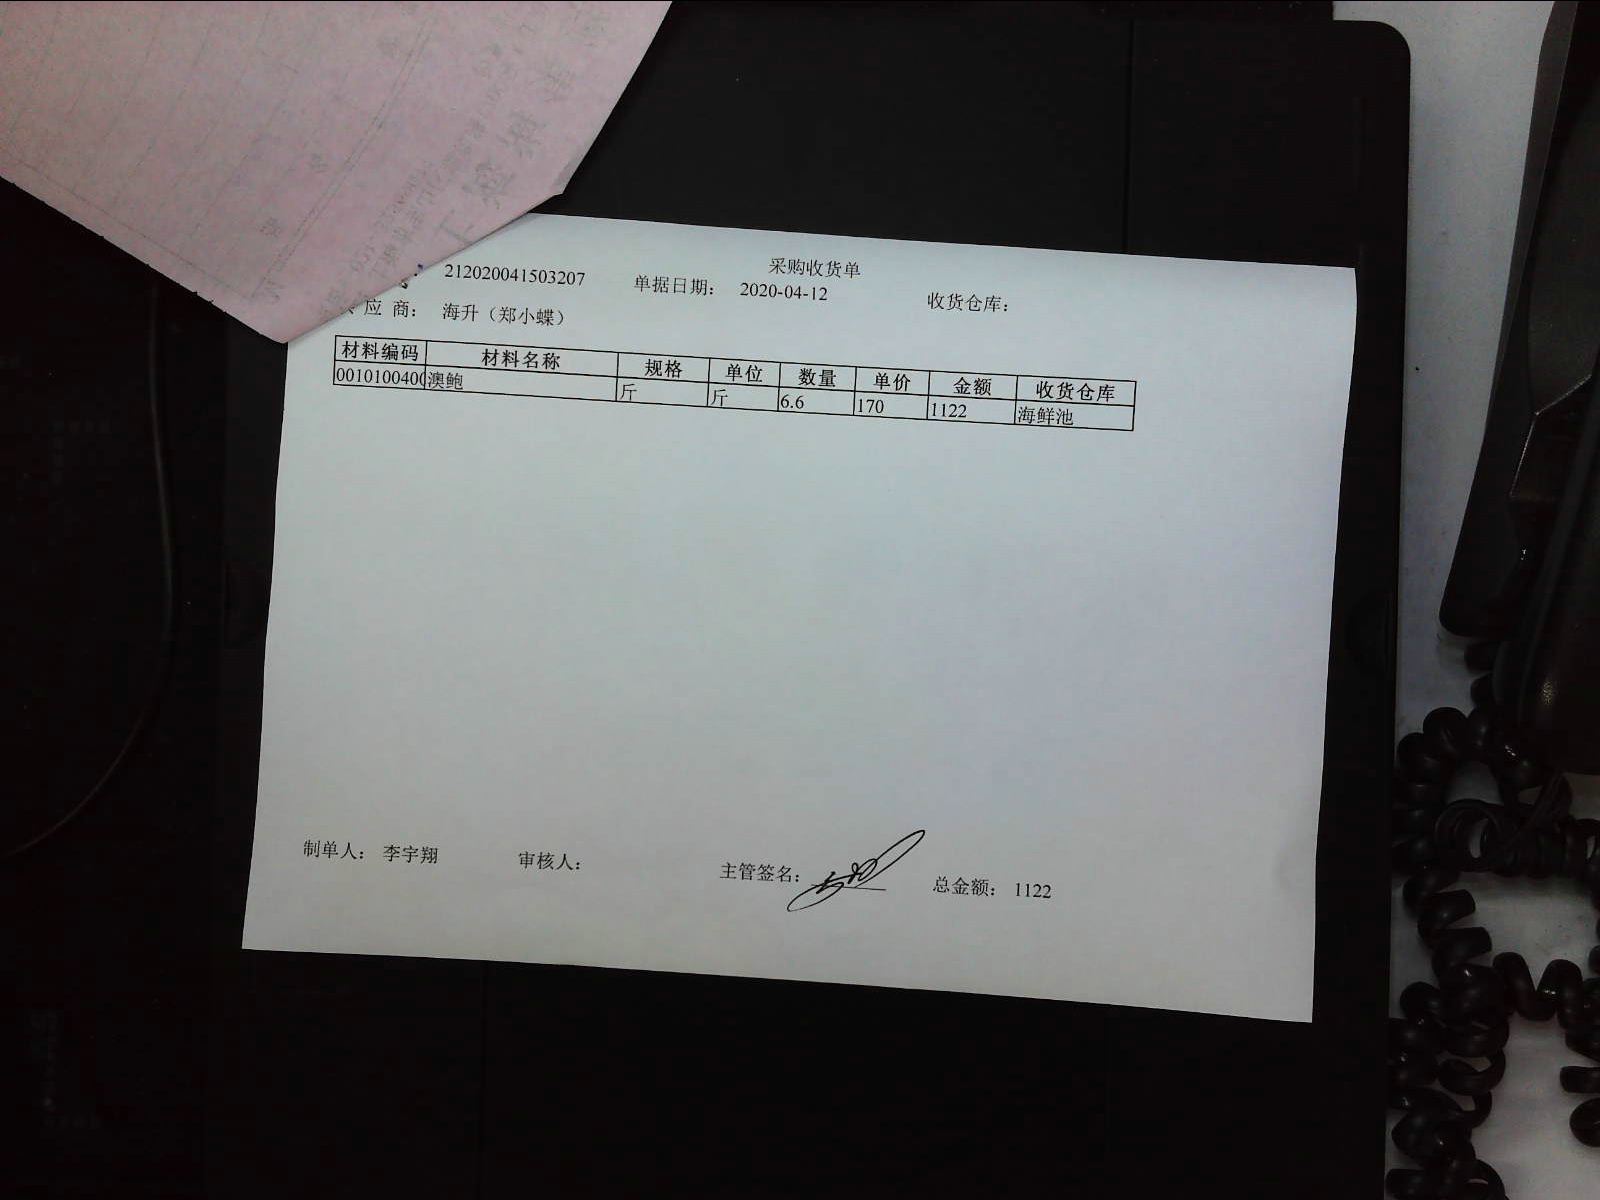 采购收货单
212020041503207 单据日期： 2020-04-12 收货仓库：
应 商： 海升（郑小蝶）
材料编码 材料名称 规格 单位 数量 单价 金额 收货仓库
0010100400 澳鲍 斤 斤 6.6 170 1122 海鲜池
制单人： 李宇翔 审核人： 主管签名： 总金额： 1122